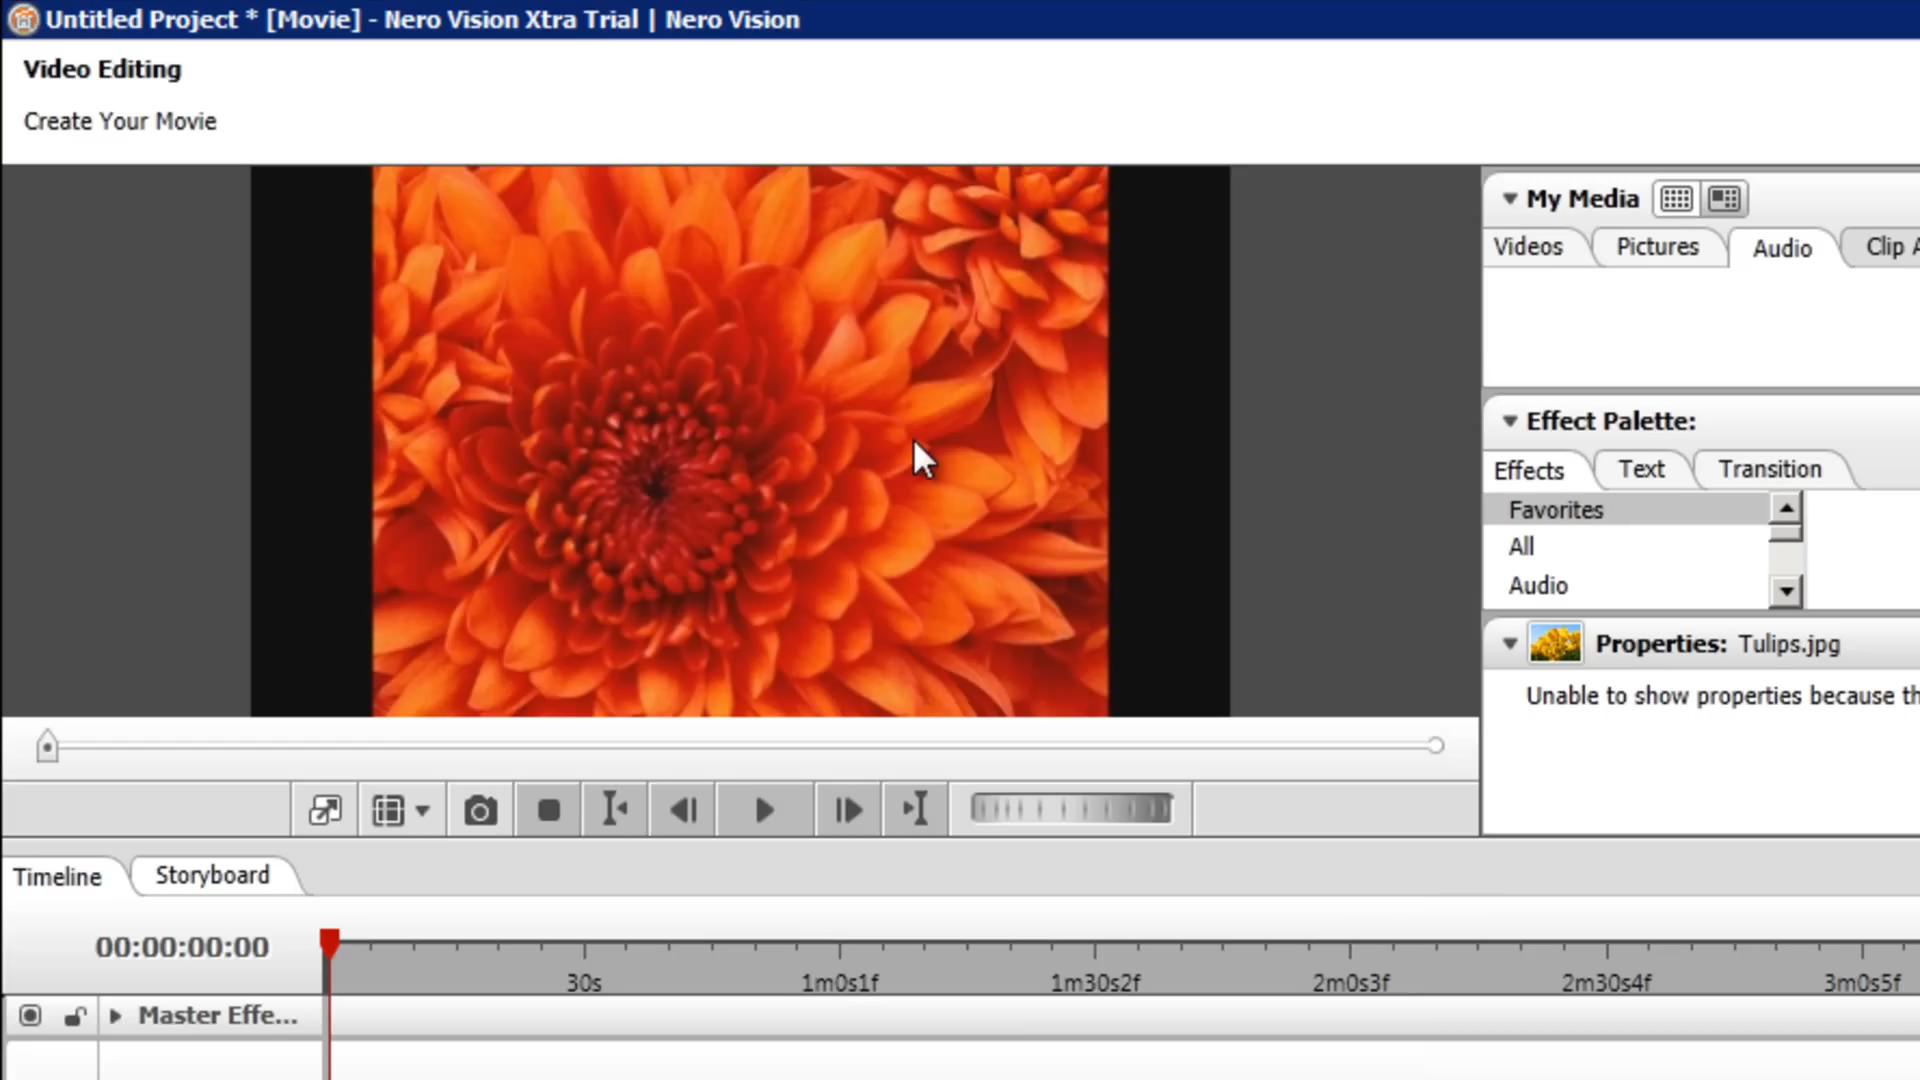 Untitled Project * [Movie] - Nero Vision Xtra Trial | Nero Vision
Video Editing
Create Your Movie
My Media
Videos Pictures Audio Clip A
Effect Palette:
Effects Text Transition
Favorites
All
Audio
Properties: Tulips.jpg
Unable to show properties because th
Timeline Storyboard
00:00:00:00
30s 1m0s1f 1m30s2f 2m0s3f 2m30s4f 3m0s5f
Master Effe...